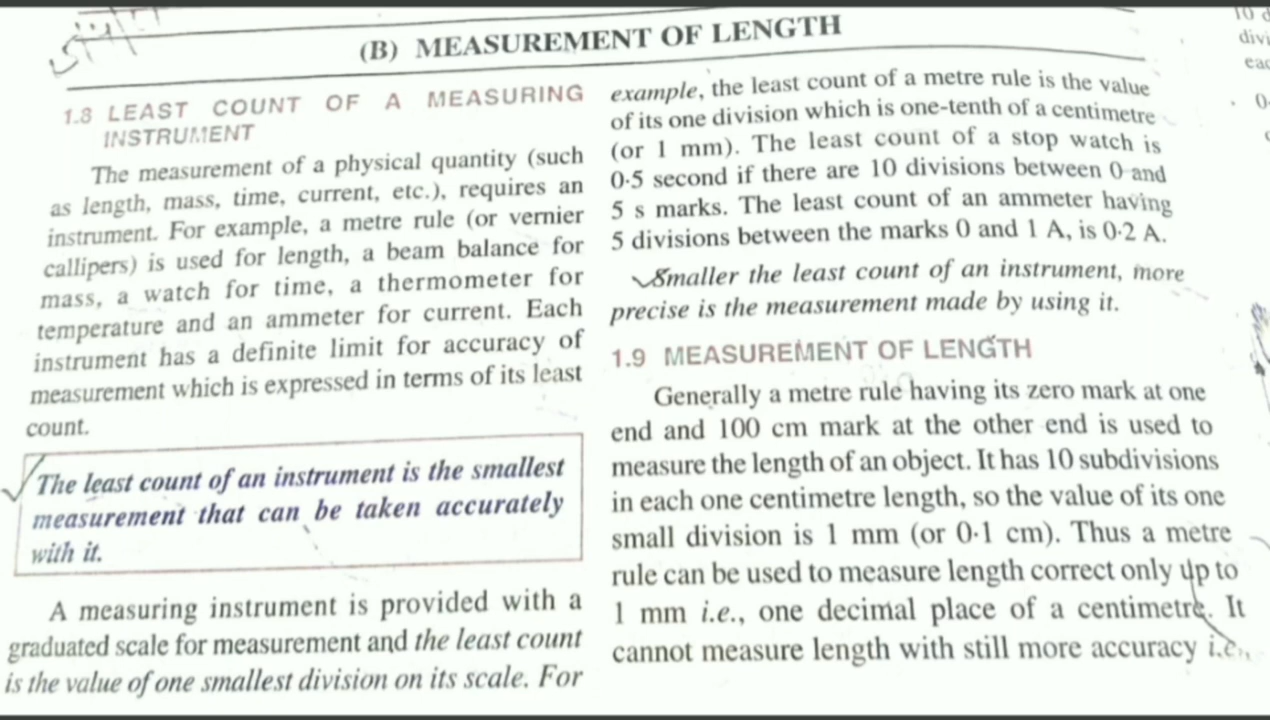 (B) MEASUREMENT OF LENGTH
1.8 LEAST COUNT OF A MEASURING
INSTRUMENT
The measurement of a physical quantity (such
as length, mass, time, current, etc.), requires an
instrument. For example, a metre rule (or vernier
callipers) is used for length, a beam balance for
mass, a watch for time, a thermometer for
temperature and an ammeter for current. Each
instrument has a definite limit for accuracy of
measurement which is expressed in terms of its least
count.
The least count of an instrument is the smallest
measurement that can be taken accurately
with it.
A measuring instrument is provided with a
graduated scale for measurement and the least count
is the value of one smallest division on its scale. For
example, the least count of a metre rule is the value
of its one division which is one-tenth of a centimetre
(or 1 mm). The least count of a stop watch is
0·5 second if there are 10 divisions between 0 and
5 s marks. The least count of an ammeter having
5 divisions between the marks 0 and 1 A, is 0·2 A.
Smaller the least count of an instrument, more
precise is the measurement made by using it.
1.9 MEASUREMENT OF LENGTH
Generally a metre rule having its zero mark at one
end and 100 cm mark at the other end is used to
measure the length of an object. It has 10 subdivisions
in each one centimetre length, so the value of its one
small division is 1 mm (or 0·1 cm). Thus a metre
rule can be used to measure length correct only up to
1 mm i.e., one decimal place of a centimetre. It
cannot measure length with still more accuracy i.e.,
10